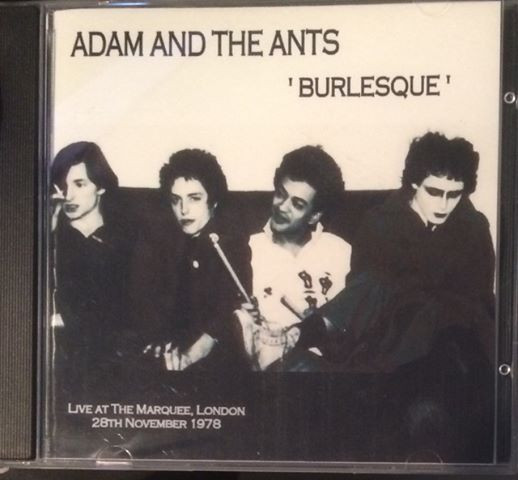 ADAM AND THE ANTS
'BURLESQUE'
LIVE AT THE MARQUEE, LONDON
28TH NOVEMBER 1978